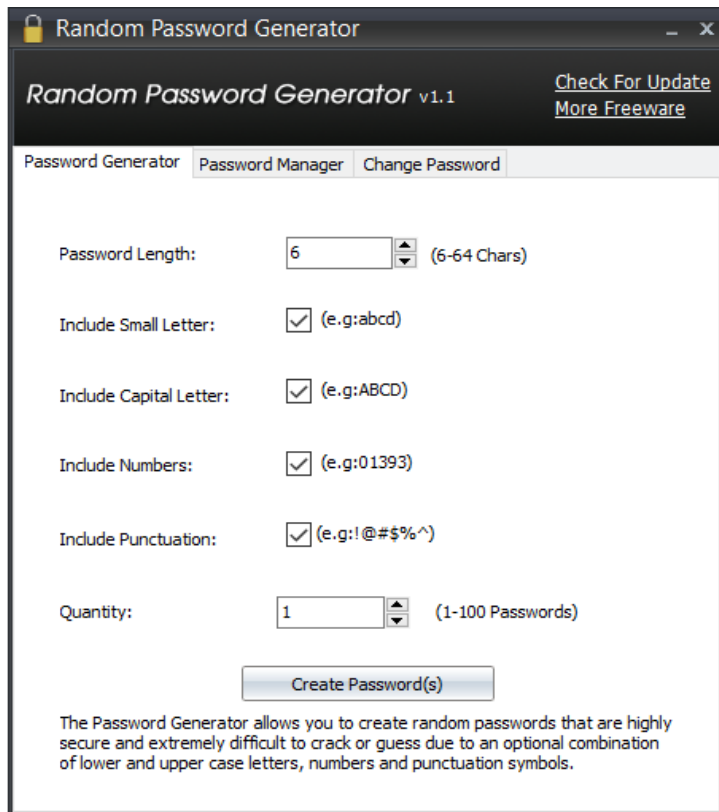 Random Password Generator
Random Password Generator v1.1
Check For Update
More Freeware
Password Generator Password Manager Change Password
Password Length: 6 (6-64 Chars)
Include Small Letter: (e.g:abcd)
Include Capital Letter: (e.g:ABCD)
Include Numbers: (e.g:01393)
Include Punctuation: (e.g:!@#$%^)
Quantity: 1 (1-100 Passwords)
Create Password(s)
The Password Generator allows you to create random passwords that are highly
secure and extremely difficult to crack or guess due to an optional combination
of lower and upper case letters, numbers and punctuation symbols.